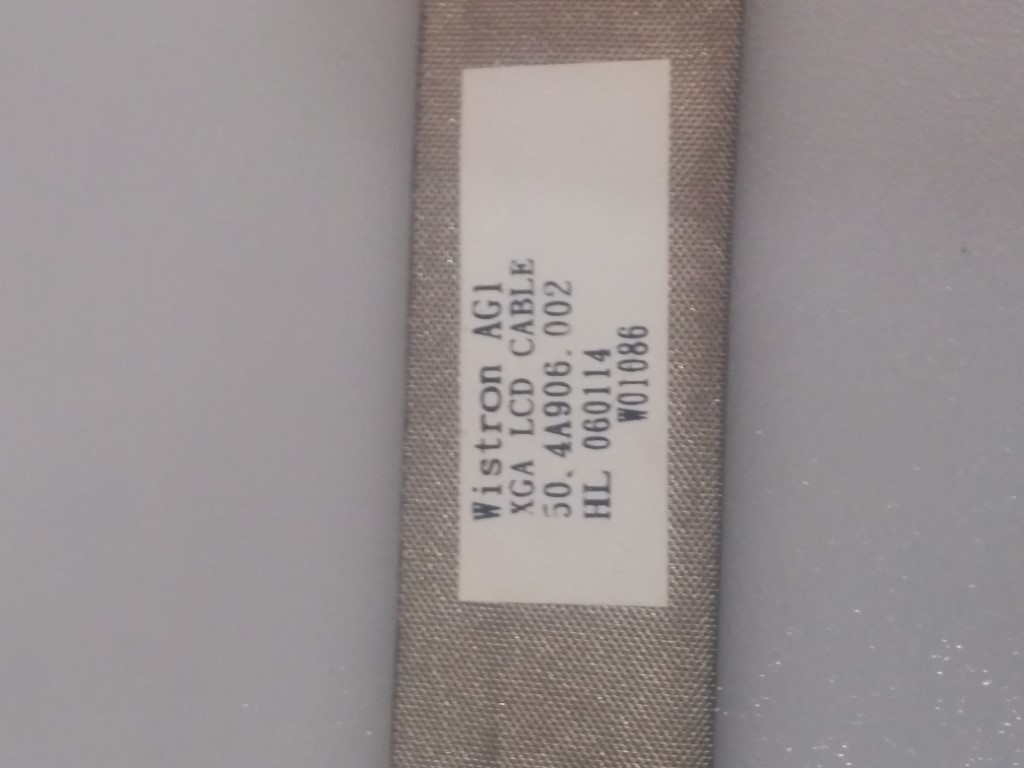 Wistron AG1
XGA LCD CABLE
50.4A906.002
HL 060114
W01086